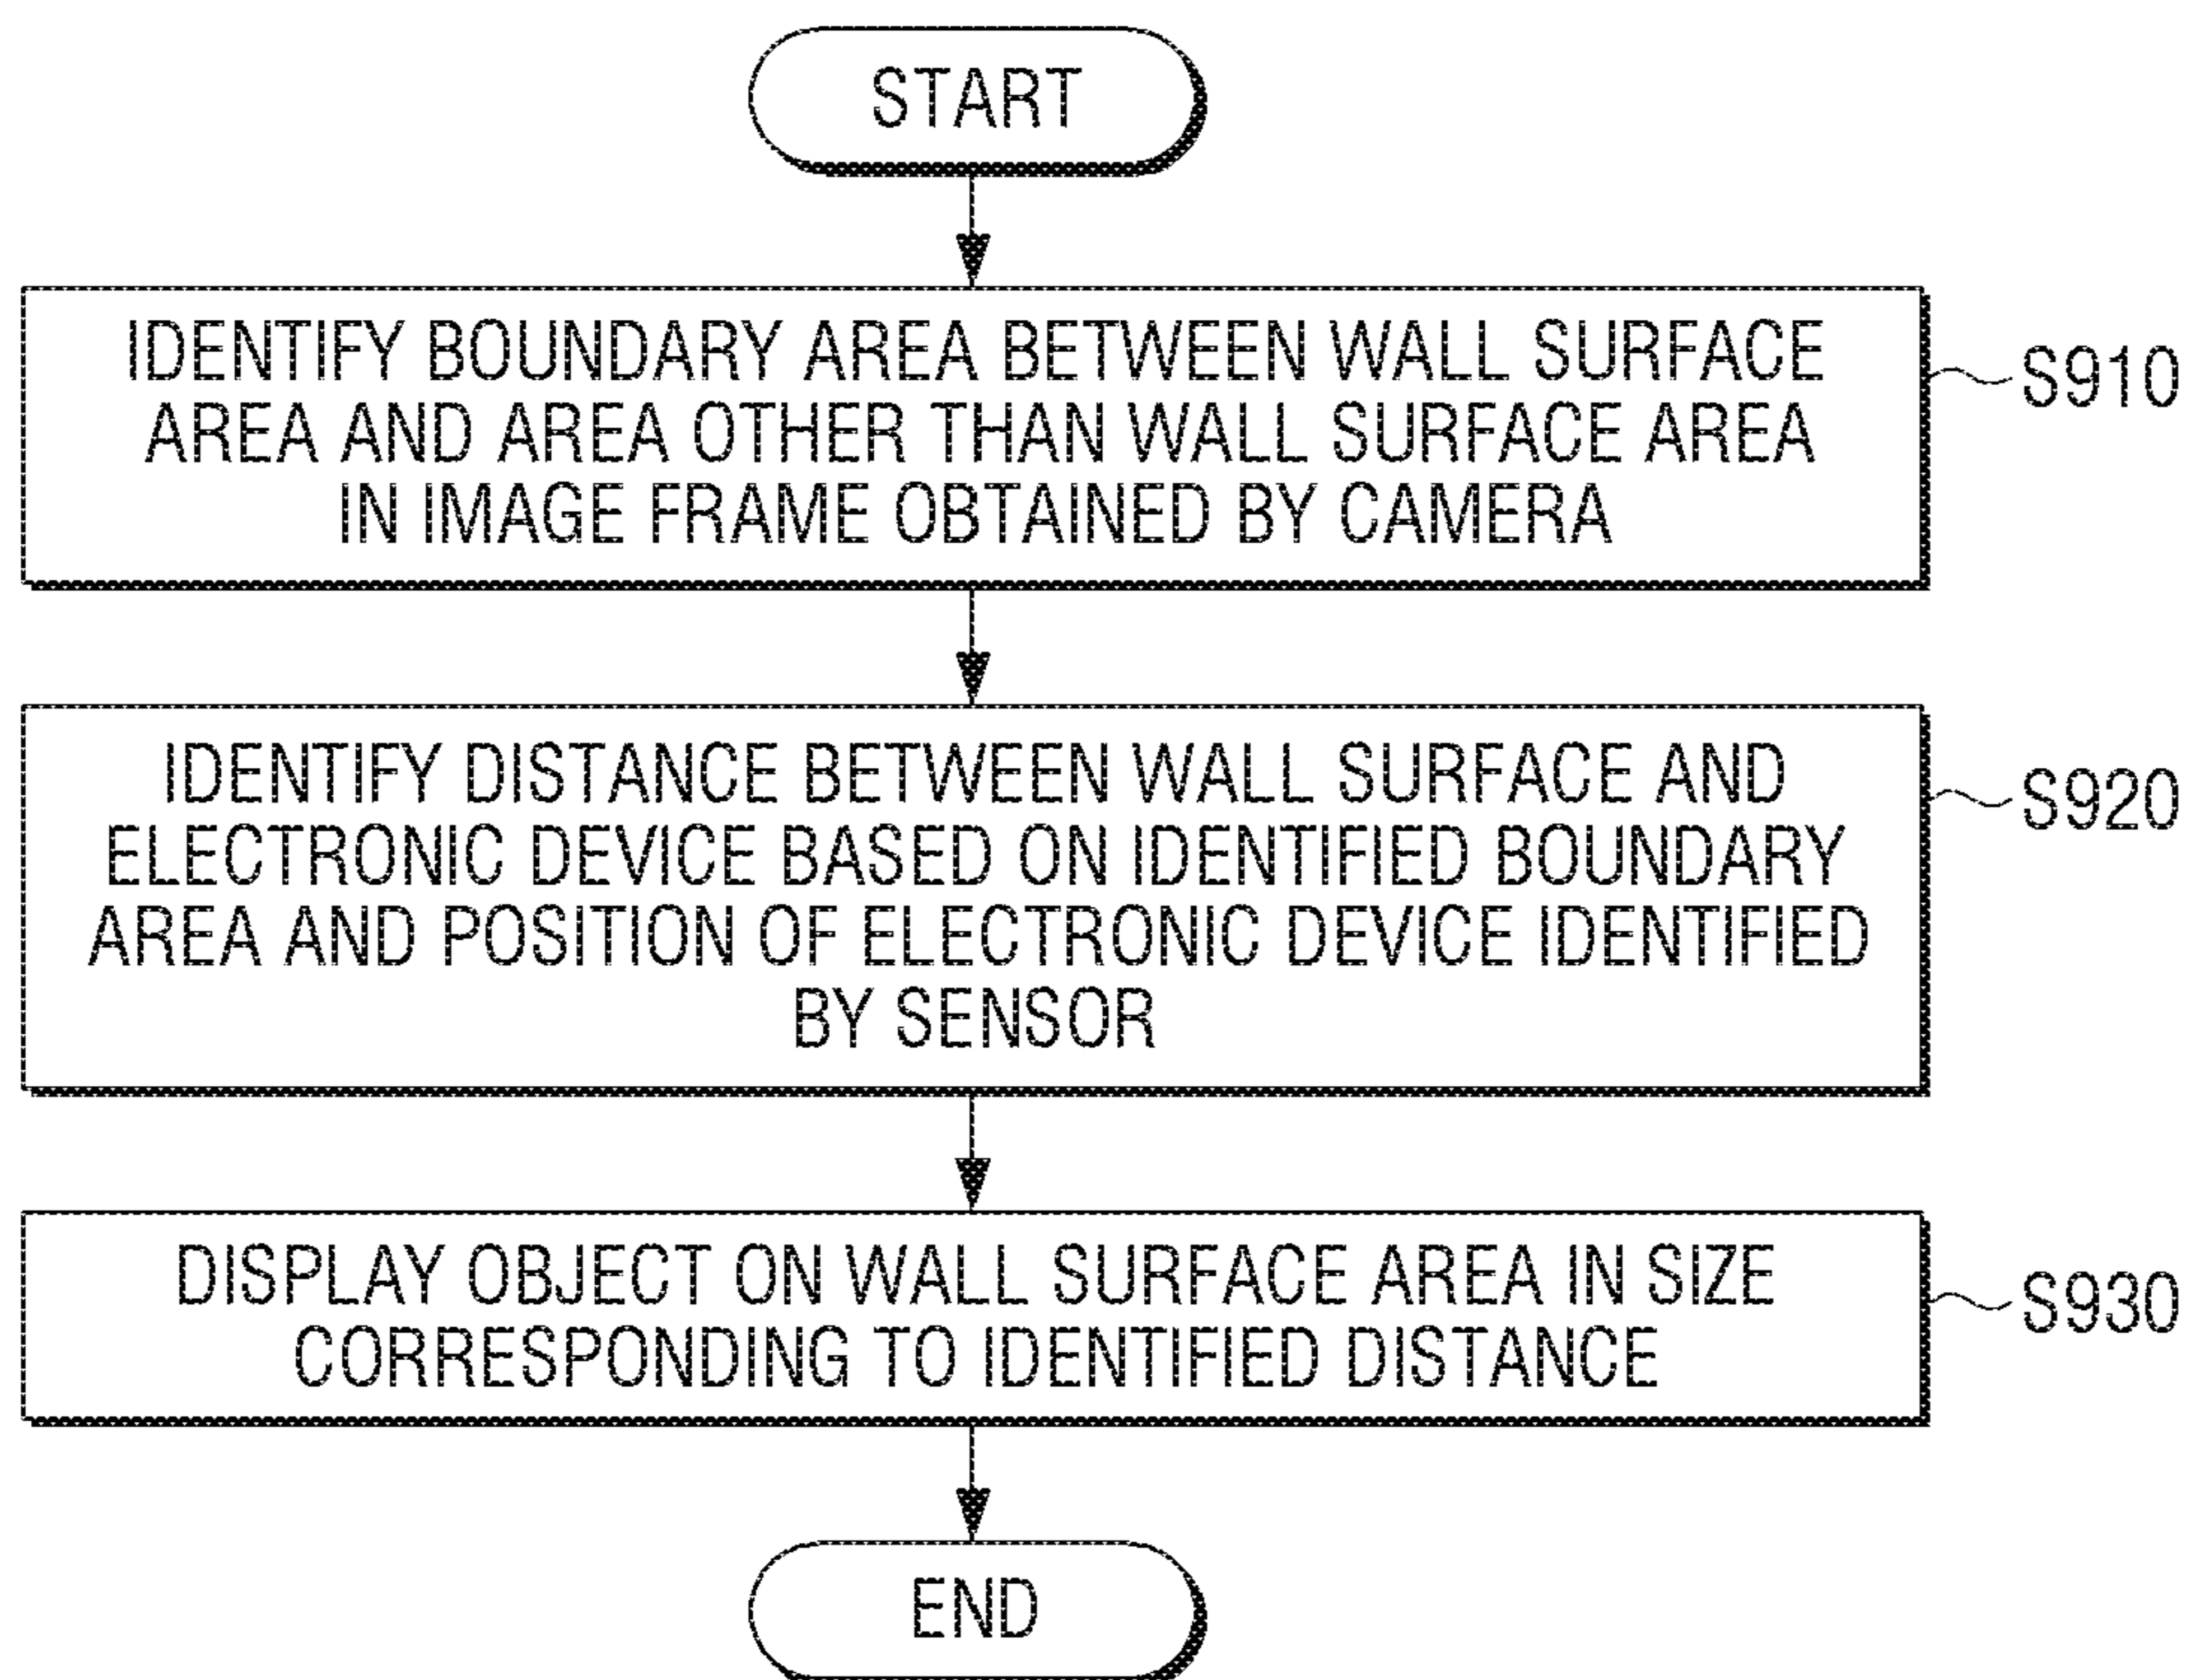 START
IDENTIFY BOUNDARY AREA BETWEEN WALL SURFACE
AREA AND AREA OTHER THAN WALL SURFACE AREA
IN IMAGE FRAME OBTAINED BY CAMERA
S910
IDENTIFY DISTANCE BETWEEN WALL SURFACE AND
ELECTRONIC DEVICE BASED ON IDENTIFIED BOUNDARY
AREA AND POSITION OF ELECTRONIC DEVICE IDENTIFIED
BY SENSOR
S920
DISPLAY OBJECT ON WALL SURFACE AREA IN SIZE
CORRESPONDING TO IDENTIFIED DISTANCE
S930
END